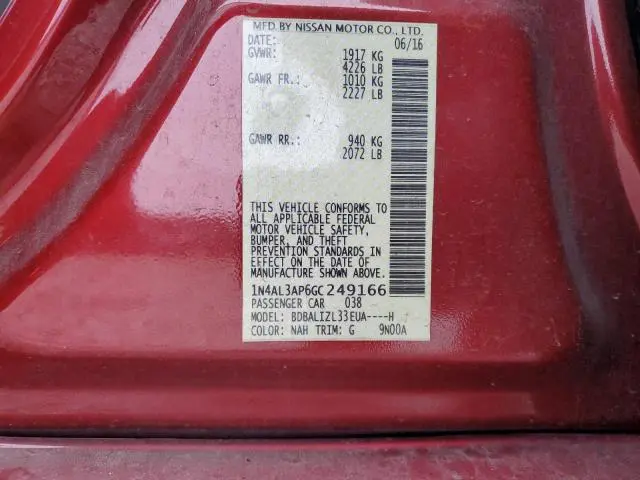 MFD BY NISSAN MOTOR CO., LTD.
DATE: 06/16
GVWR: 1917 KG
4226 LB
GAWR FR.: 1010 KG
2227 LB
GAWR RR.: 940 KG
2072 LB
THIS VEHICLE CONFORMS TO
ALL APPLICABLE FEDERAL
MOTOR VEHICLE SAFETY,
BUMPER, AND THEFT
PREVENTION STANDARDS IN
EFFECT ON THE DATE OF
MANUFACTURE SHOWN ABOVE.
1N4AL3AP6GC249166
PASSENGER CAR 038
MODEL: BDBALIZL33EUA----H
COLOR: NAH TRIM: G 9N00A